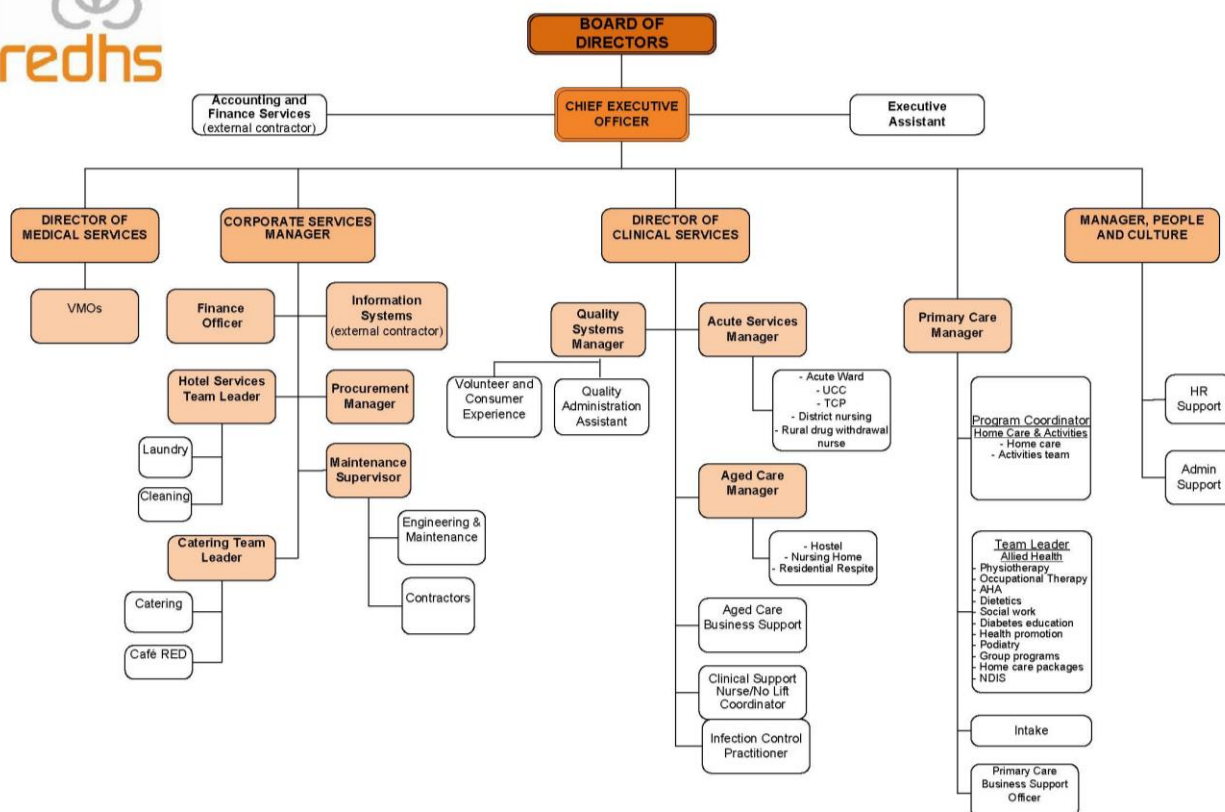 redhs
BOARD OF
DIRECTORS
Accounting and
Finance Services
(external contractor)
CHIEF EXECUTIVE
OFFICER
Executive
Assistant
DIRECTOR OF
MEDICAL SERVICES
CORPORATE SERVICES
MANAGER
DIRECTOR OF
CLINICAL SERVICES
MANAGER, PEOPLE
AND CULTURE
VMOs
Finance
Officer
Information
Systems
(external contractor)
Hotel Services
Team Leader
Procurement
Manager
Laundry
Cleaning
Maintenance
Supervisor
Engineering &
Maintenance
Contractors
Catering Team
Leader
Catering
Café RED
Quality
Systems
Manager
Volunteer and
Consumer
Experience
Quality
Administration
Assistant
Acute Services
Manager
- Acute Ward
- UCC
- TCP
- District nursing
- Rural drug withdrawal
nurse
Aged Care
Manager
- Hostel
- Nursing Home
- Residential Respite
Aged Care
Business Support
Clinical Support
Nurse/No Lift
Coordinator
Infection Control
Practitioner
Primary Care
Manager
Program Coordinator
Home Care & Activities
- Home care
- Activities team
Team Leader
Allied Health
- Physiotherapy
- Occupational Therapy
- AHA
- Dietetics
- Social work
- Diabetes education
- Health promotion
- Podiatry
- Group programs
- Home care packages
- NDIS
Intake
Primary Care
Business Support
Officer
HR
Support
Admin
Support